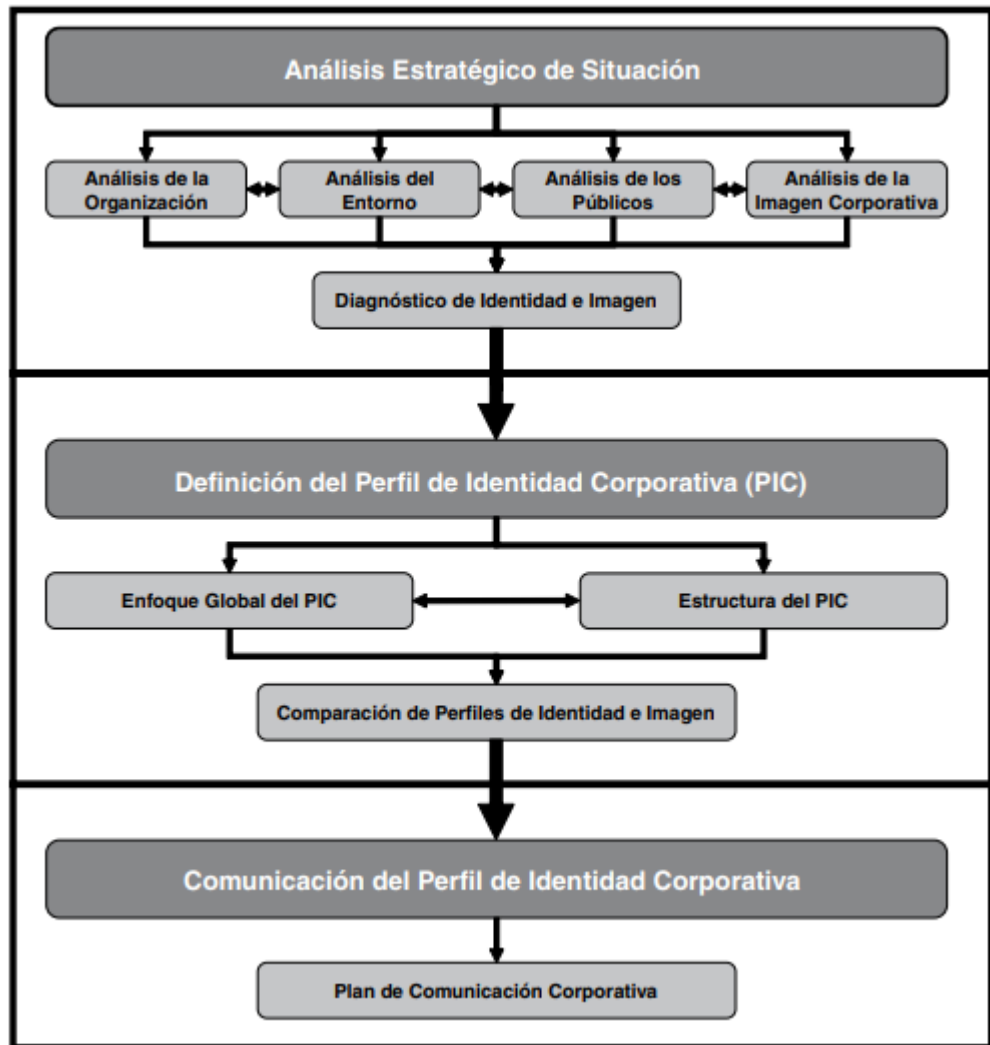 Análisis Estratégico de Situación
Análisis de la
Organización
Análisis del
Entorno
Análisis de los
Públicos
Análisis de la
Imagen Corporativa
Diagnóstico de Identidad e Imagen
Definición del Perfil de Identidad Corporativa (PIC)
Enfoque Global del PIC
Estructura del PIC
Comparación de Perfiles de Identidad e Imagen
Comunicación del Perfil de Identidad Corporativa
Plan de Comunicación Corporativa